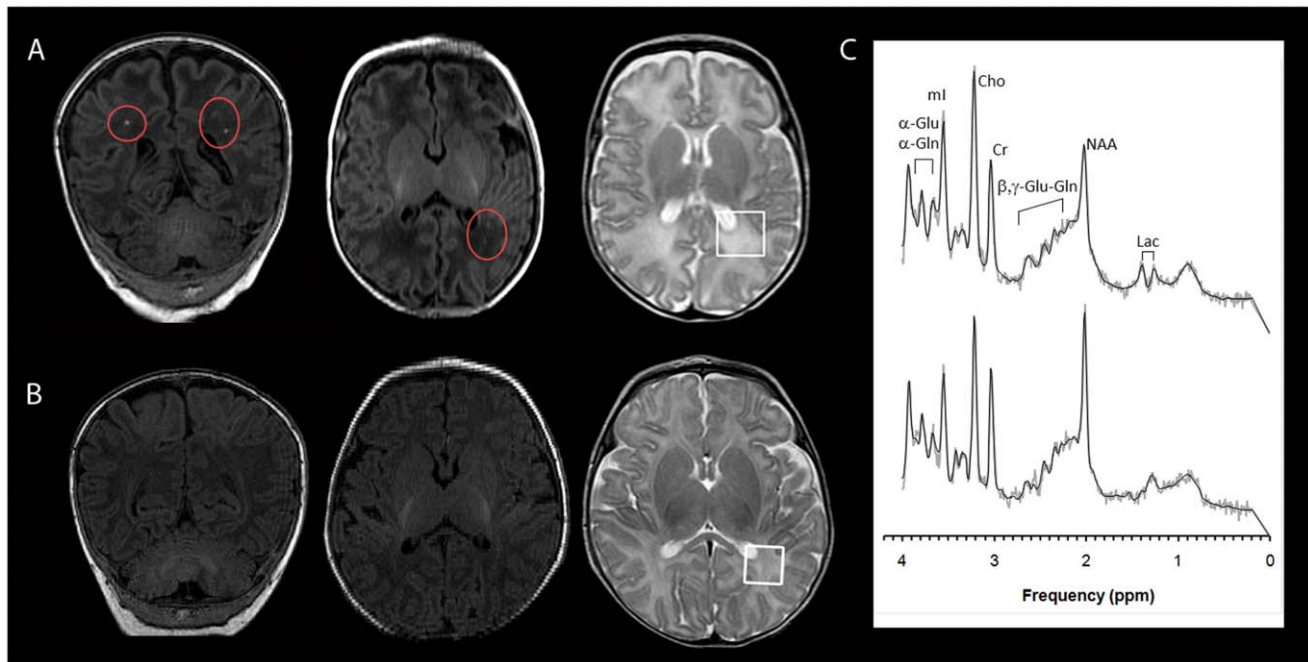 A
B
C
mI
Cho
α-Glu
α-Gln
Cr
NAA
β,γ-Glu-Gln
Lac
4 3 2 1 0
Frequency (ppm)